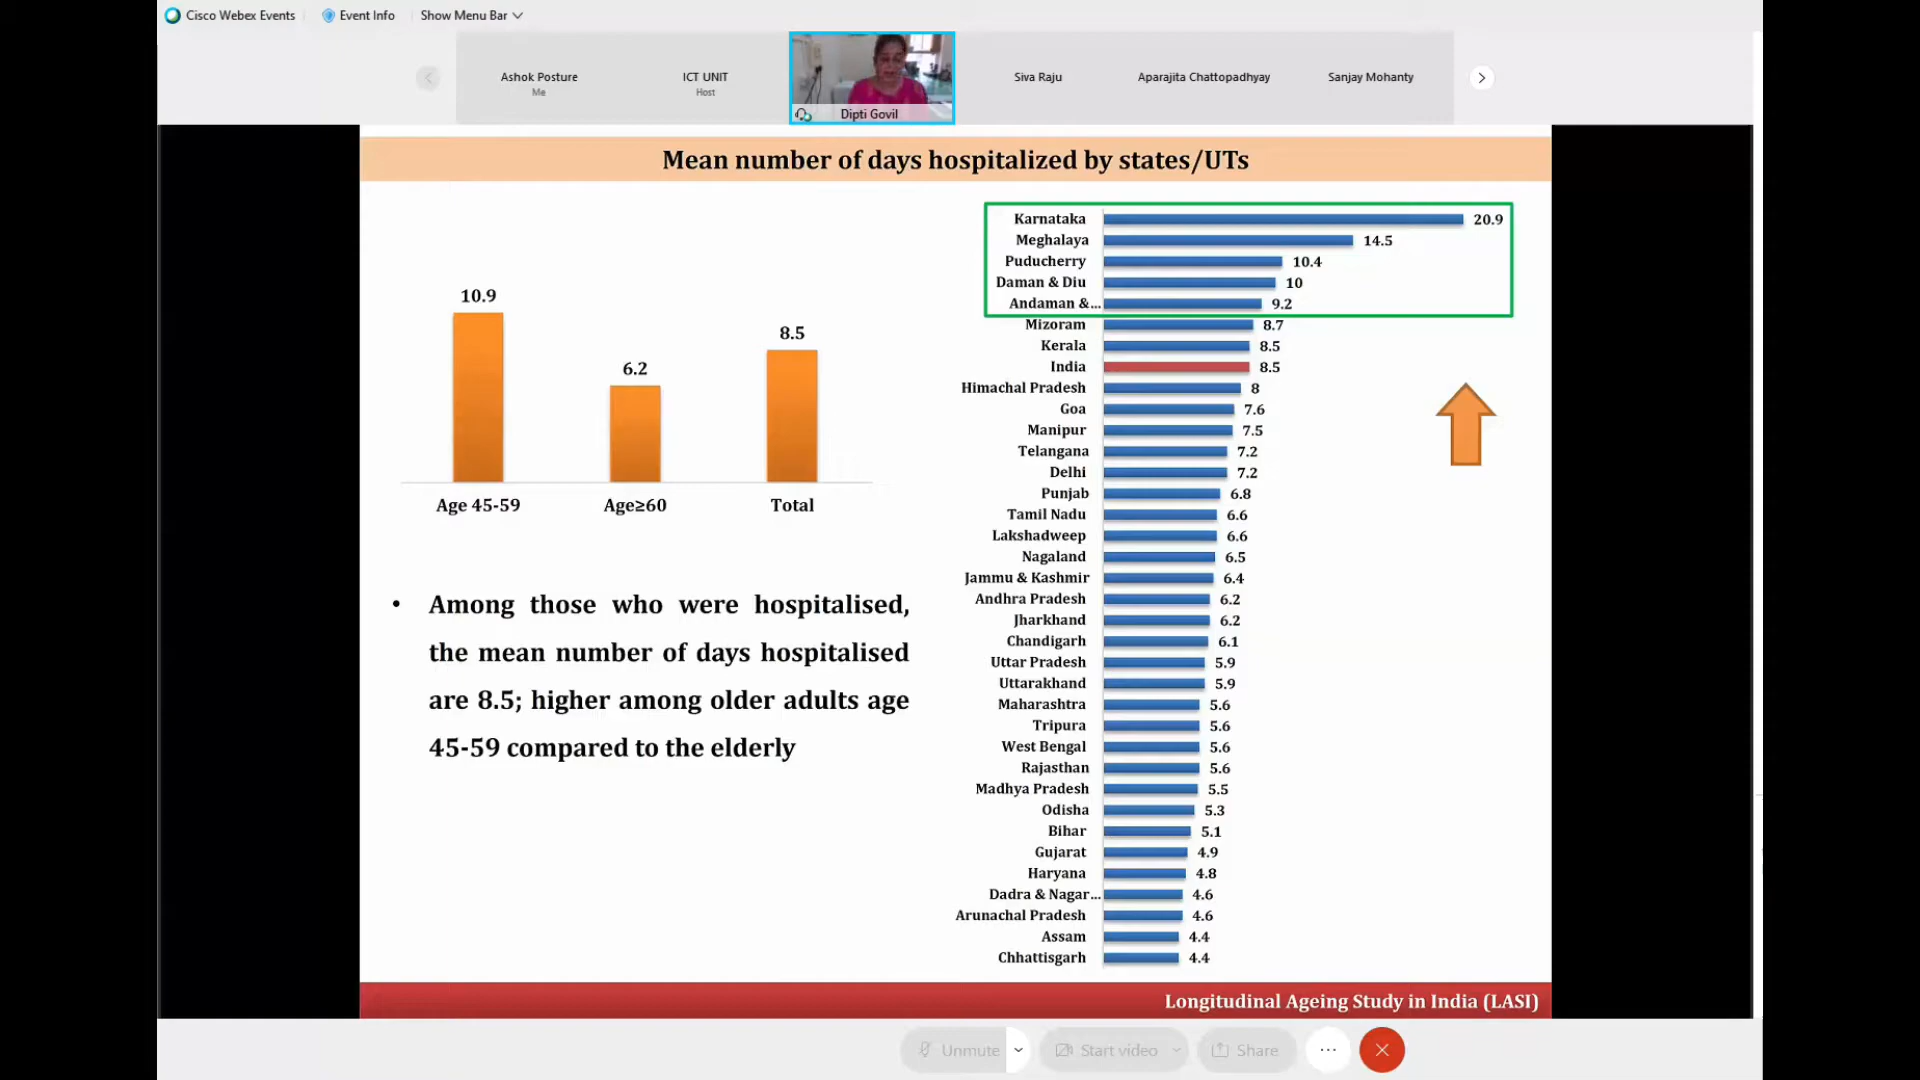 Cisco Webex Events
Event Info
Show Menu Bar
Ashok Posture
Me
ICT UNIT
Host
Dipti Govil
Siva Raju
Aparajita Chattopadhyay
Sanjay Mohanty
Mean number of days hospitalized by states/UTs
10.9
6.2
8.5
Age 45-59
Age≥60
Total
• Among those who were hospitalised,
the mean number of days hospitalised
are 8.5; higher among older adults age
45-59 compared to the elderly
Karnataka 20.9
Meghalaya 14.5
Puducherry 10.4
Daman & Diu 10
Andaman &... 9.2
Mizoram 8.7
Kerala 8.5
India 8.5
Himachal Pradesh 8
Goa 7.6
Manipur 7.5
Telangana 7.2
Delhi 7.2
Punjab 6.8
Tamil Nadu 6.6
Lakshadweep 6.6
Nagaland 6.5
Jammu & Kashmir 6.4
Andhra Pradesh 6.2
Jharkhand 6.2
Chandigarh 6.1
Uttar Pradesh 5.9
Uttarakhand 5.9
Maharashtra 5.6
Tripura 5.6
West Bengal 5.6
Rajasthan 5.6
Madhya Pradesh 5.5
Odisha 5.3
Bihar 5.1
Gujarat 4.9
Haryana 4.8
Dadra & Nagar... 4.6
Arunachal Pradesh 4.6
Assam 4.4
Chhattisgarh 4.4
Longitudinal Ageing Study in India (LASI)
Unmute
Start video
Share